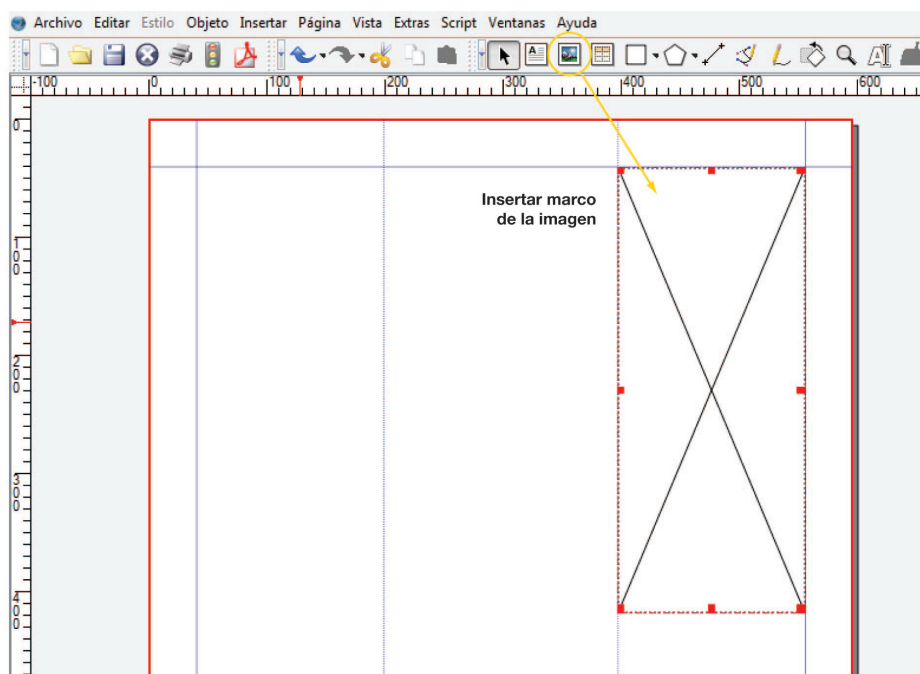 Archivo Editar Estilo Objeto Insertar Página Vista Extras Script Ventanas Ayuda
-100 0 100 200 300 400 500 600
0
Insertar marco
de la imagen
100
200
300
400